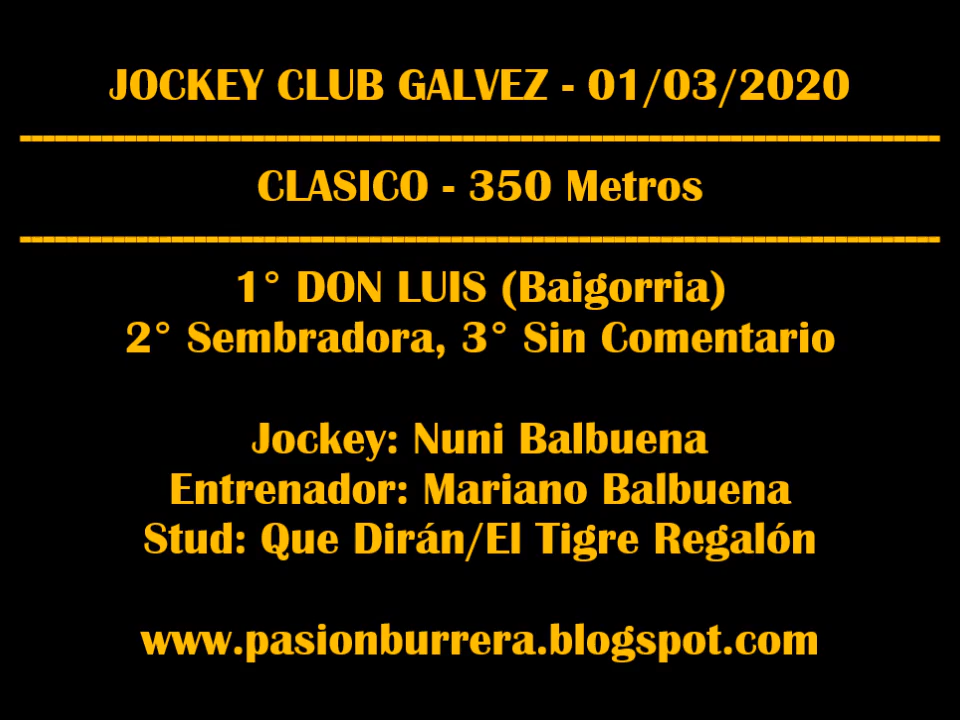 JOCKEY CLUB GALVEZ - 01/03/2020
--------------------------------------------------------------------------------
CLASICO - 350 Metros
--------------------------------------------------------------------------------
1° DON LUIS (Baigorria)
2° Sembradora, 3° Sin Comentario
Jockey: Nuni Balbuena
Entrenador: Mariano Balbuena
Stud: Que Dirán/El Tigre Regalón
www.pasionburrera.blogspot.com